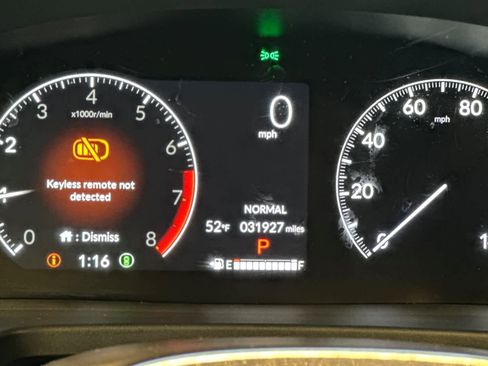 0
mph
0
1
2
3
4
5
6
7
8
x1000r/min
Keyless remote not
detected
: Dismiss
1:16
NORMAL
52°F 031927 miles
P
E F
0
20
40
60
80
mph